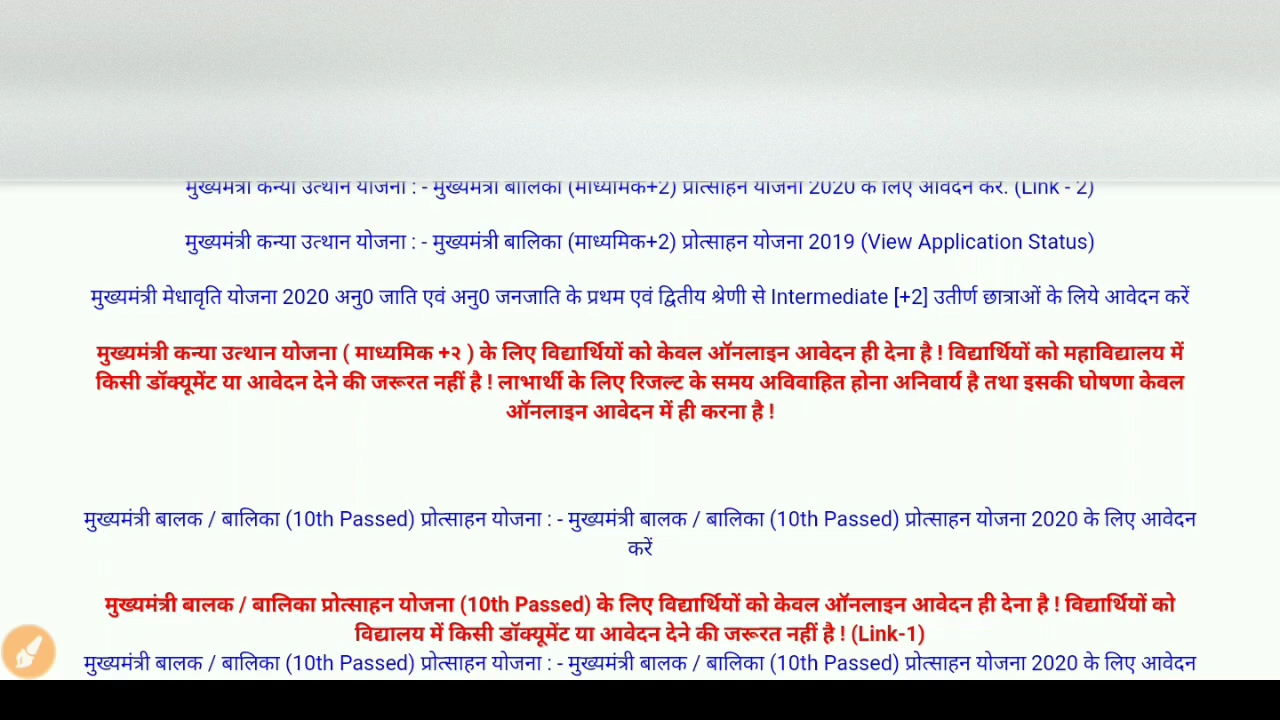 मुख्यमंत्री कन्या उत्थान योजना : - मुख्यमंत्री बालिका (माध्यमिक+2) प्रोत्साहन योजना 2020 के लिए आवेदन करें. (Link - 2)
मुख्यमंत्री कन्या उत्थान योजना : - मुख्यमंत्री बालिका (माध्यमिक+2) प्रोत्साहन योजना 2019 (View Application Status)
मुख्यमंत्री मेधावृति योजना 2020 अनु0 जाति एवं अनु0 जनजाति के प्रथम एवं द्वितीय श्रेणी से Intermediate [+2] उतीर्ण छात्राओं के लिये आवेदन करें
मुख्यमंत्री कन्या उत्थान योजना ( माध्यमिक +२ ) के लिए विद्यार्थियों को केवल ऑनलाइन आवेदन ही देना है ! विद्यार्थियों को महाविद्यालय में
किसी डॉक्यूमेंट या आवेदन देने की जरूरत नहीं है ! लाभार्थी के लिए रिजल्ट के समय अविवाहित होना अनिवार्य है तथा इसकी घोषणा केवल
ऑनलाइन आवेदन में ही करना है !
मुख्यमंत्री बालक / बालिका (10th Passed) प्रोत्साहन योजना : - मुख्यमंत्री बालक / बालिका (10th Passed) प्रोत्साहन योजना 2020 के लिए आवेदन
करें
मुख्यमंत्री बालक / बालिका प्रोत्साहन योजना (10th Passed) के लिए विद्यार्थियों को केवल ऑनलाइन आवेदन ही देना है ! विद्यार्थियों को
विद्यालय में किसी डॉक्यूमेंट या आवेदन देने की जरूरत नहीं है ! (Link-1)
मुख्यमंत्री बालक / बालिका (10th Passed) प्रोत्साहन योजना : - मुख्यमंत्री बालक / बालिका (10th Passed) प्रोत्साहन योजना 2020 के लिए आवेदन